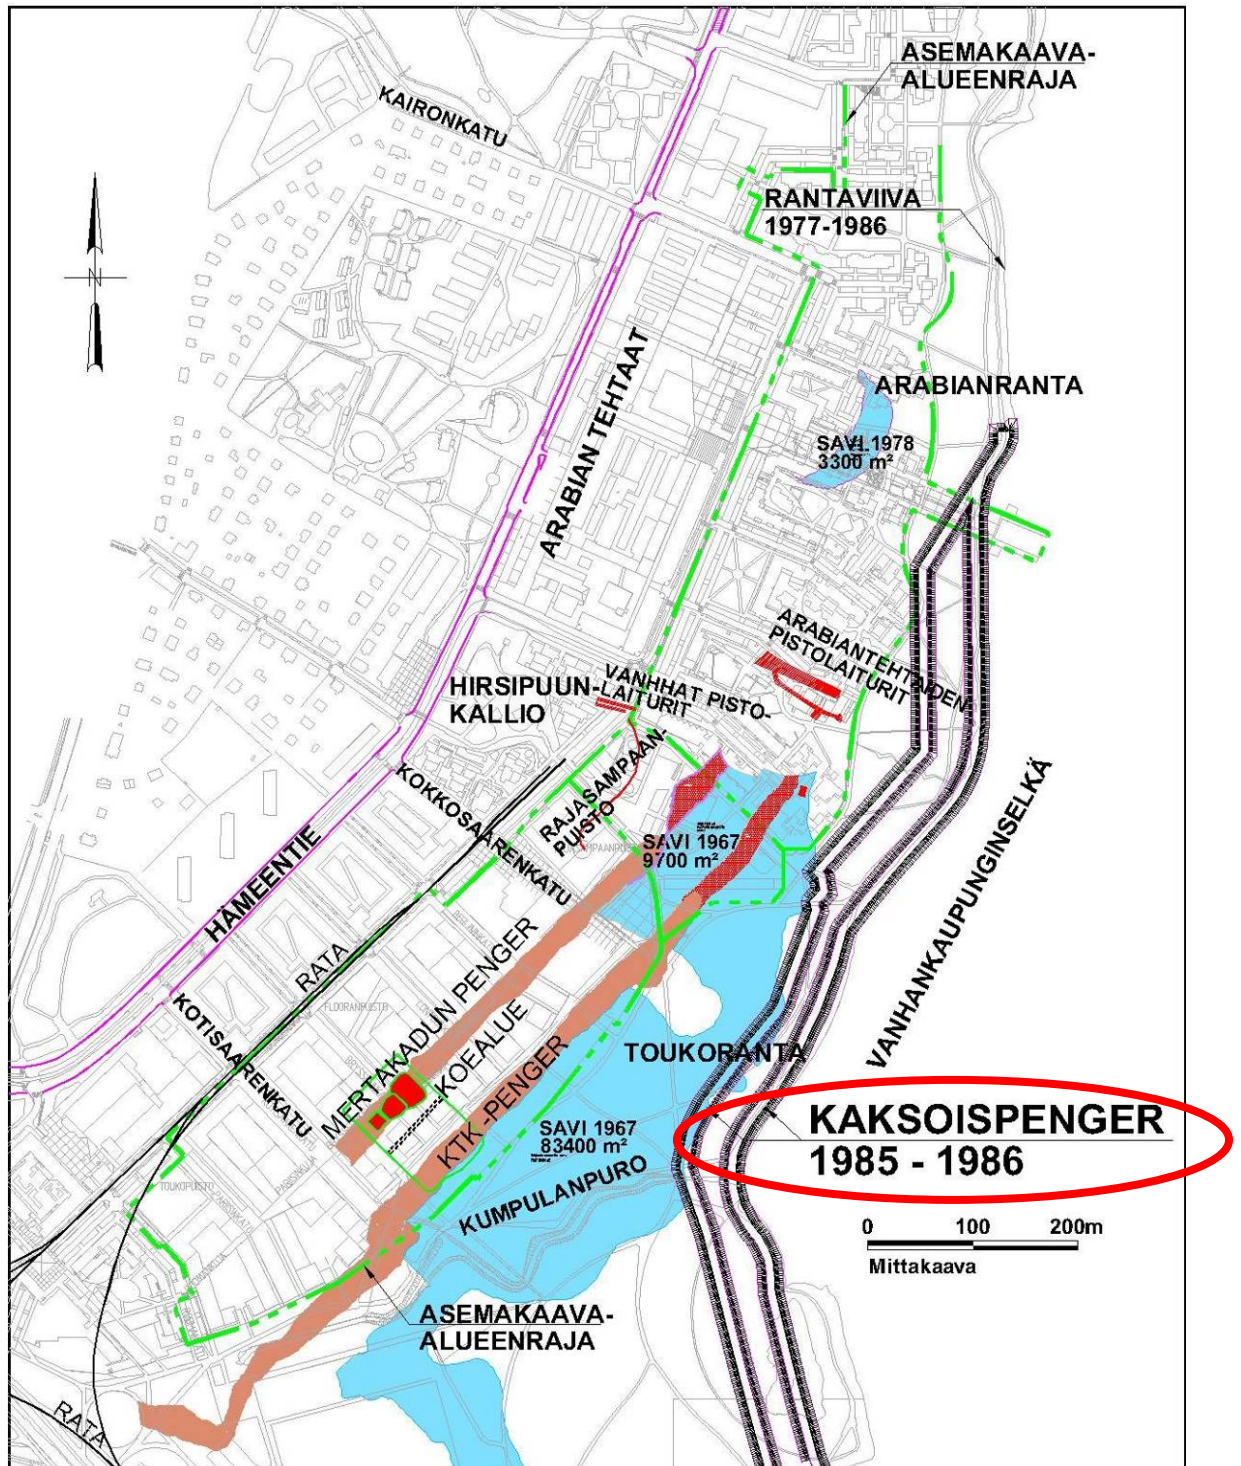 ASEMAKAAVA-
ALUEENRAJA
KAIRONKATU
RANTAVIIVA
1977-1986
N
ARABIAN TEHTAAT
ARABIANRANTA
SAVI 1978
3300 m²
ARABIANTEHTAIDEN
PISTOLAITURIT
VANHHAT PISTO-
LAITURIT
HIRSIPUUN-
KALLIO
RAJASAMPAAN-
PUISTO
KOKKOSAARENKATU
SAVI 1967
9700 m²
HÄMEENTIE
VANHANKAUPUNGINSELKÄ
RATA
MERTAKADUN PENGER
KOEALUE
KTK -PENGER
KOTISAARENKATU
FLOORANPUISTO
TOUKORANTA
SAVI 1967
83400 m²
KAKSOISPENGER
1985 - 1986
KUMPULANPURO
TOUKOPUISTO
0 100 200m
Mittakaava
ASEMAKAAVA-
ALUEENRAJA
RATA